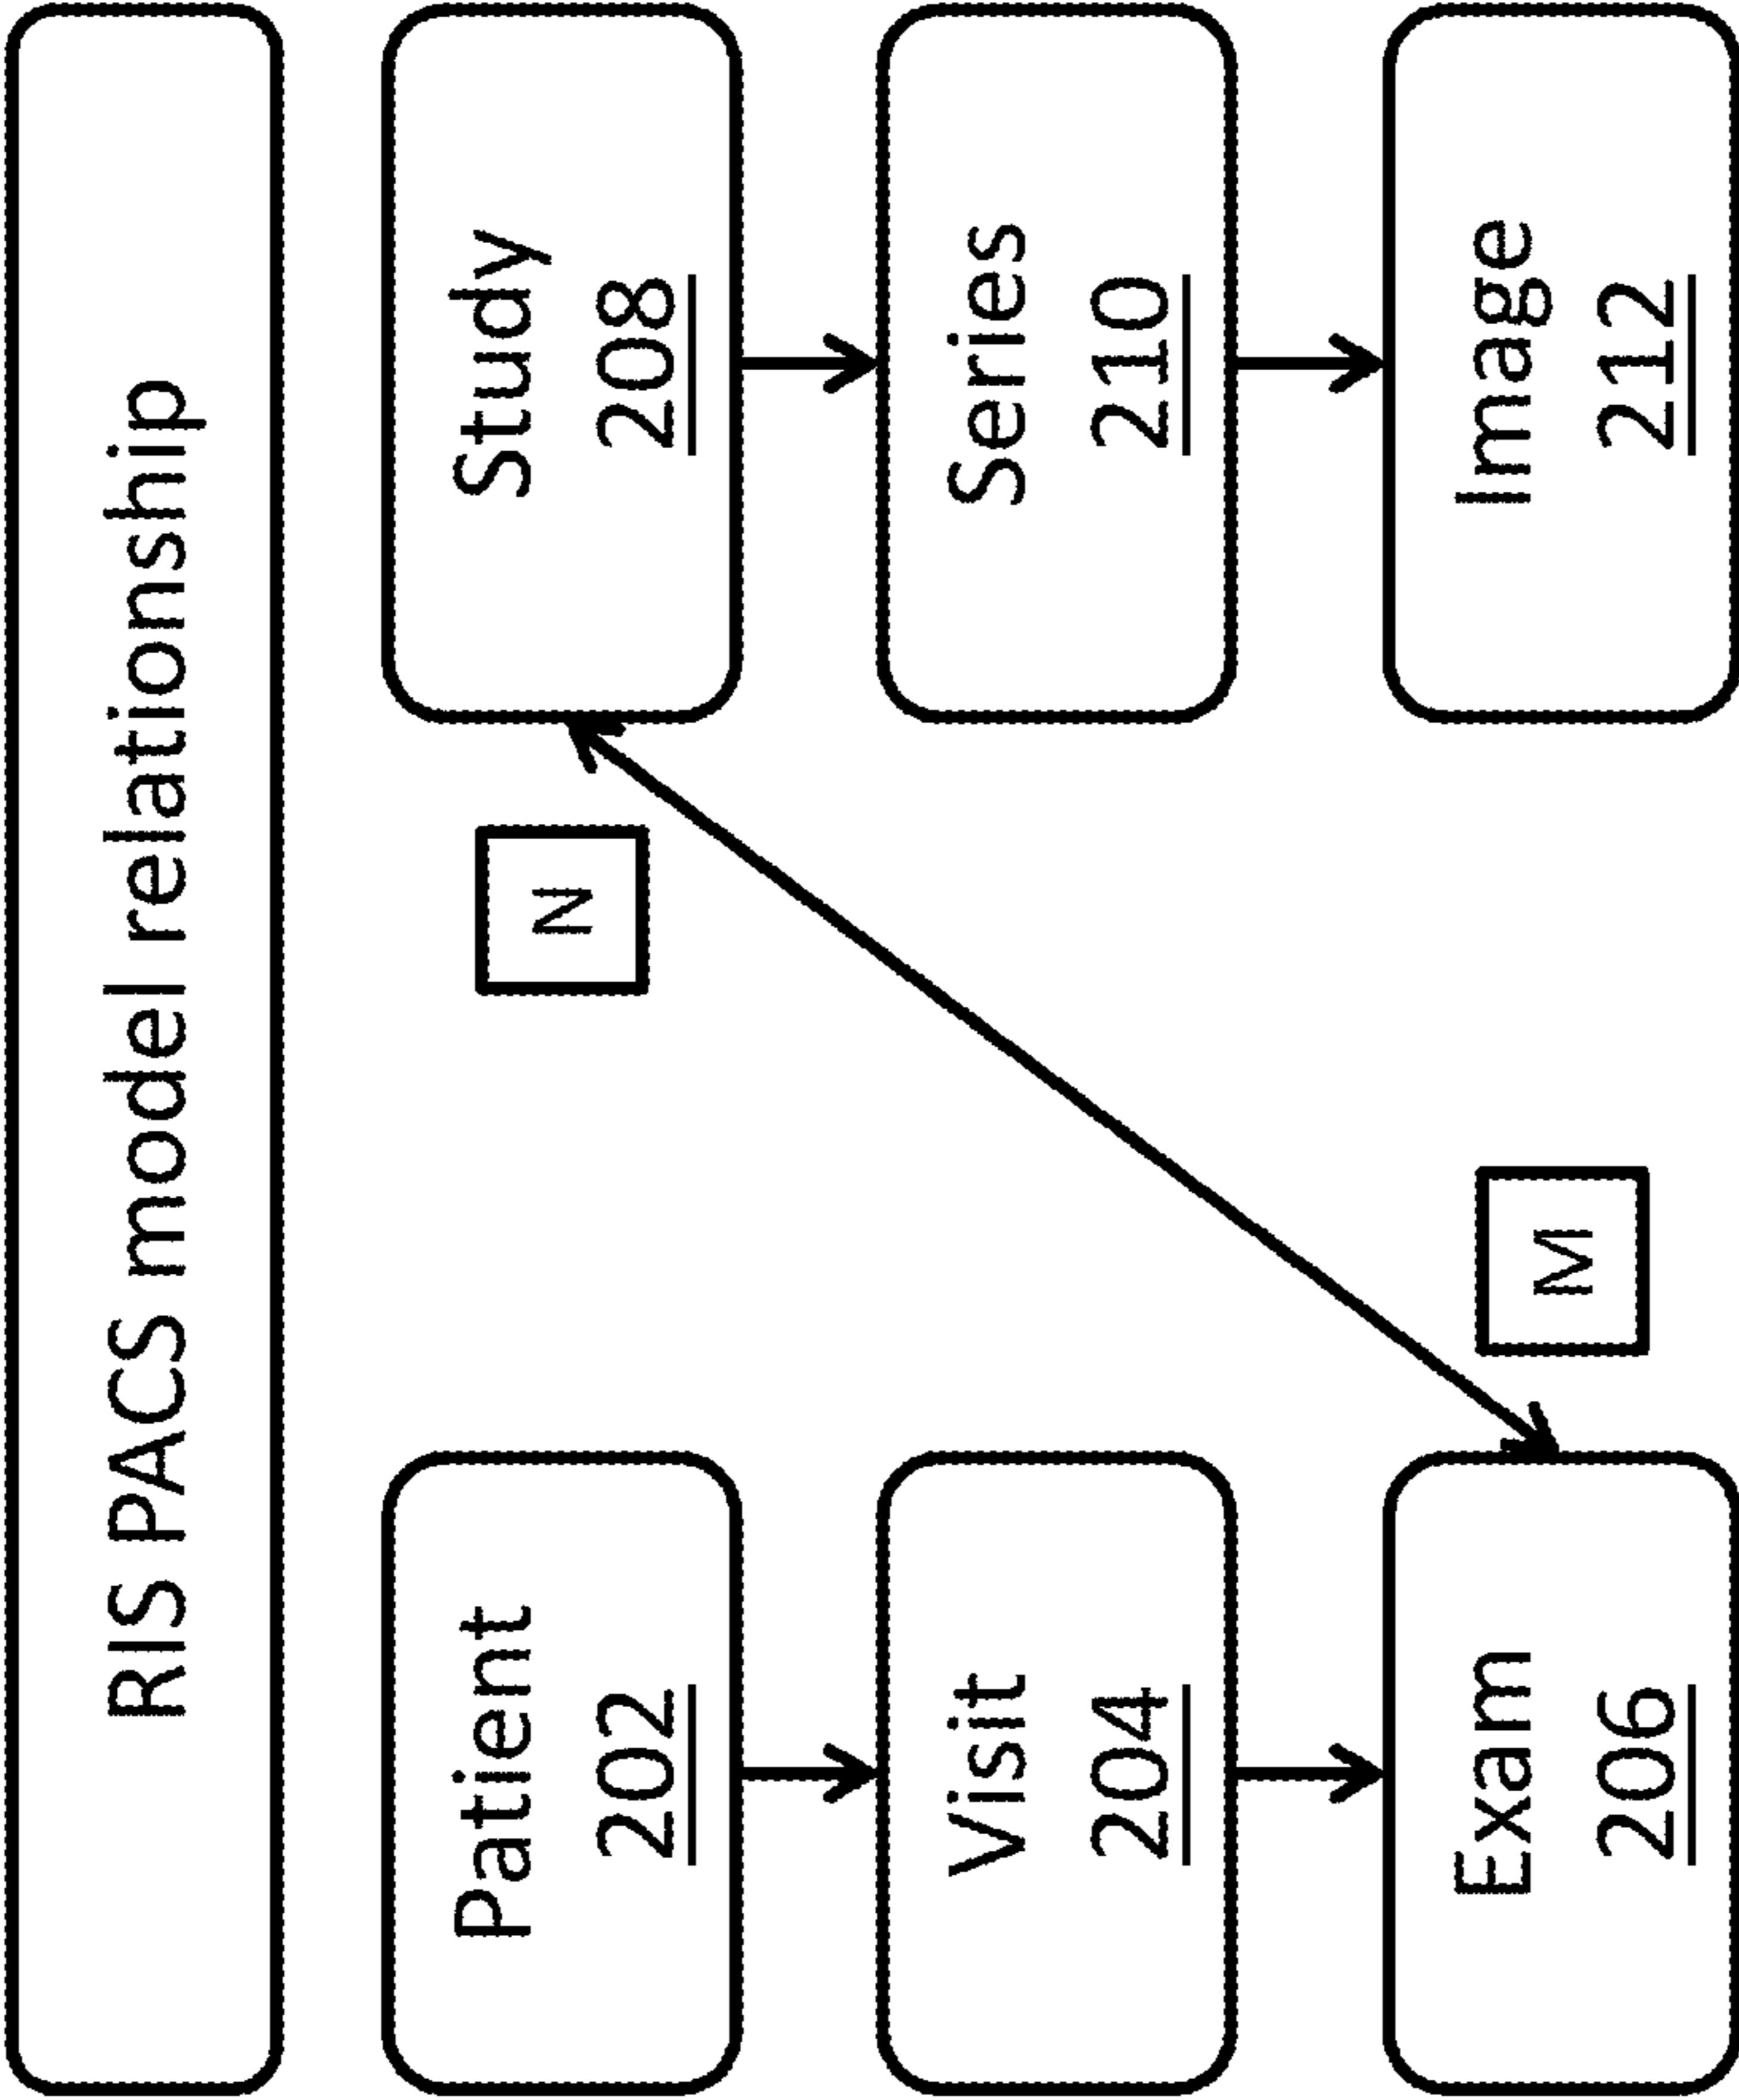 RIS PACS model relationship
Patient
202
Study
208
N
Visit
204
Series
210
Exam
206
M
Image
212